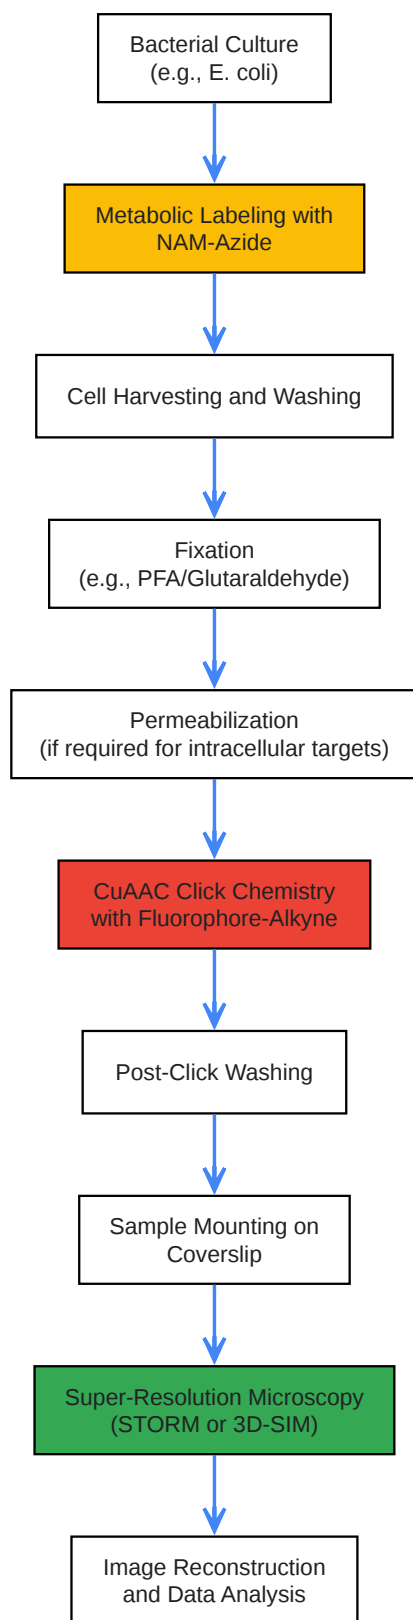 Bacterial Culture
(e.g., E. coli)
Metabolic Labeling with
NAM-Azide
Cell Harvesting and Washing
Fixation
(e.g., PFA/Glutaraldehyde)
Permeabilization
(if required for intracellular targets)
CuAAC Click Chemistry
with Fluorophore-Alkyne
Post-Click Washing
Sample Mounting on
Coverslip
Super-Resolution Microscopy
(STORM or 3D-SIM)
Image Reconstruction
and Data Analysis